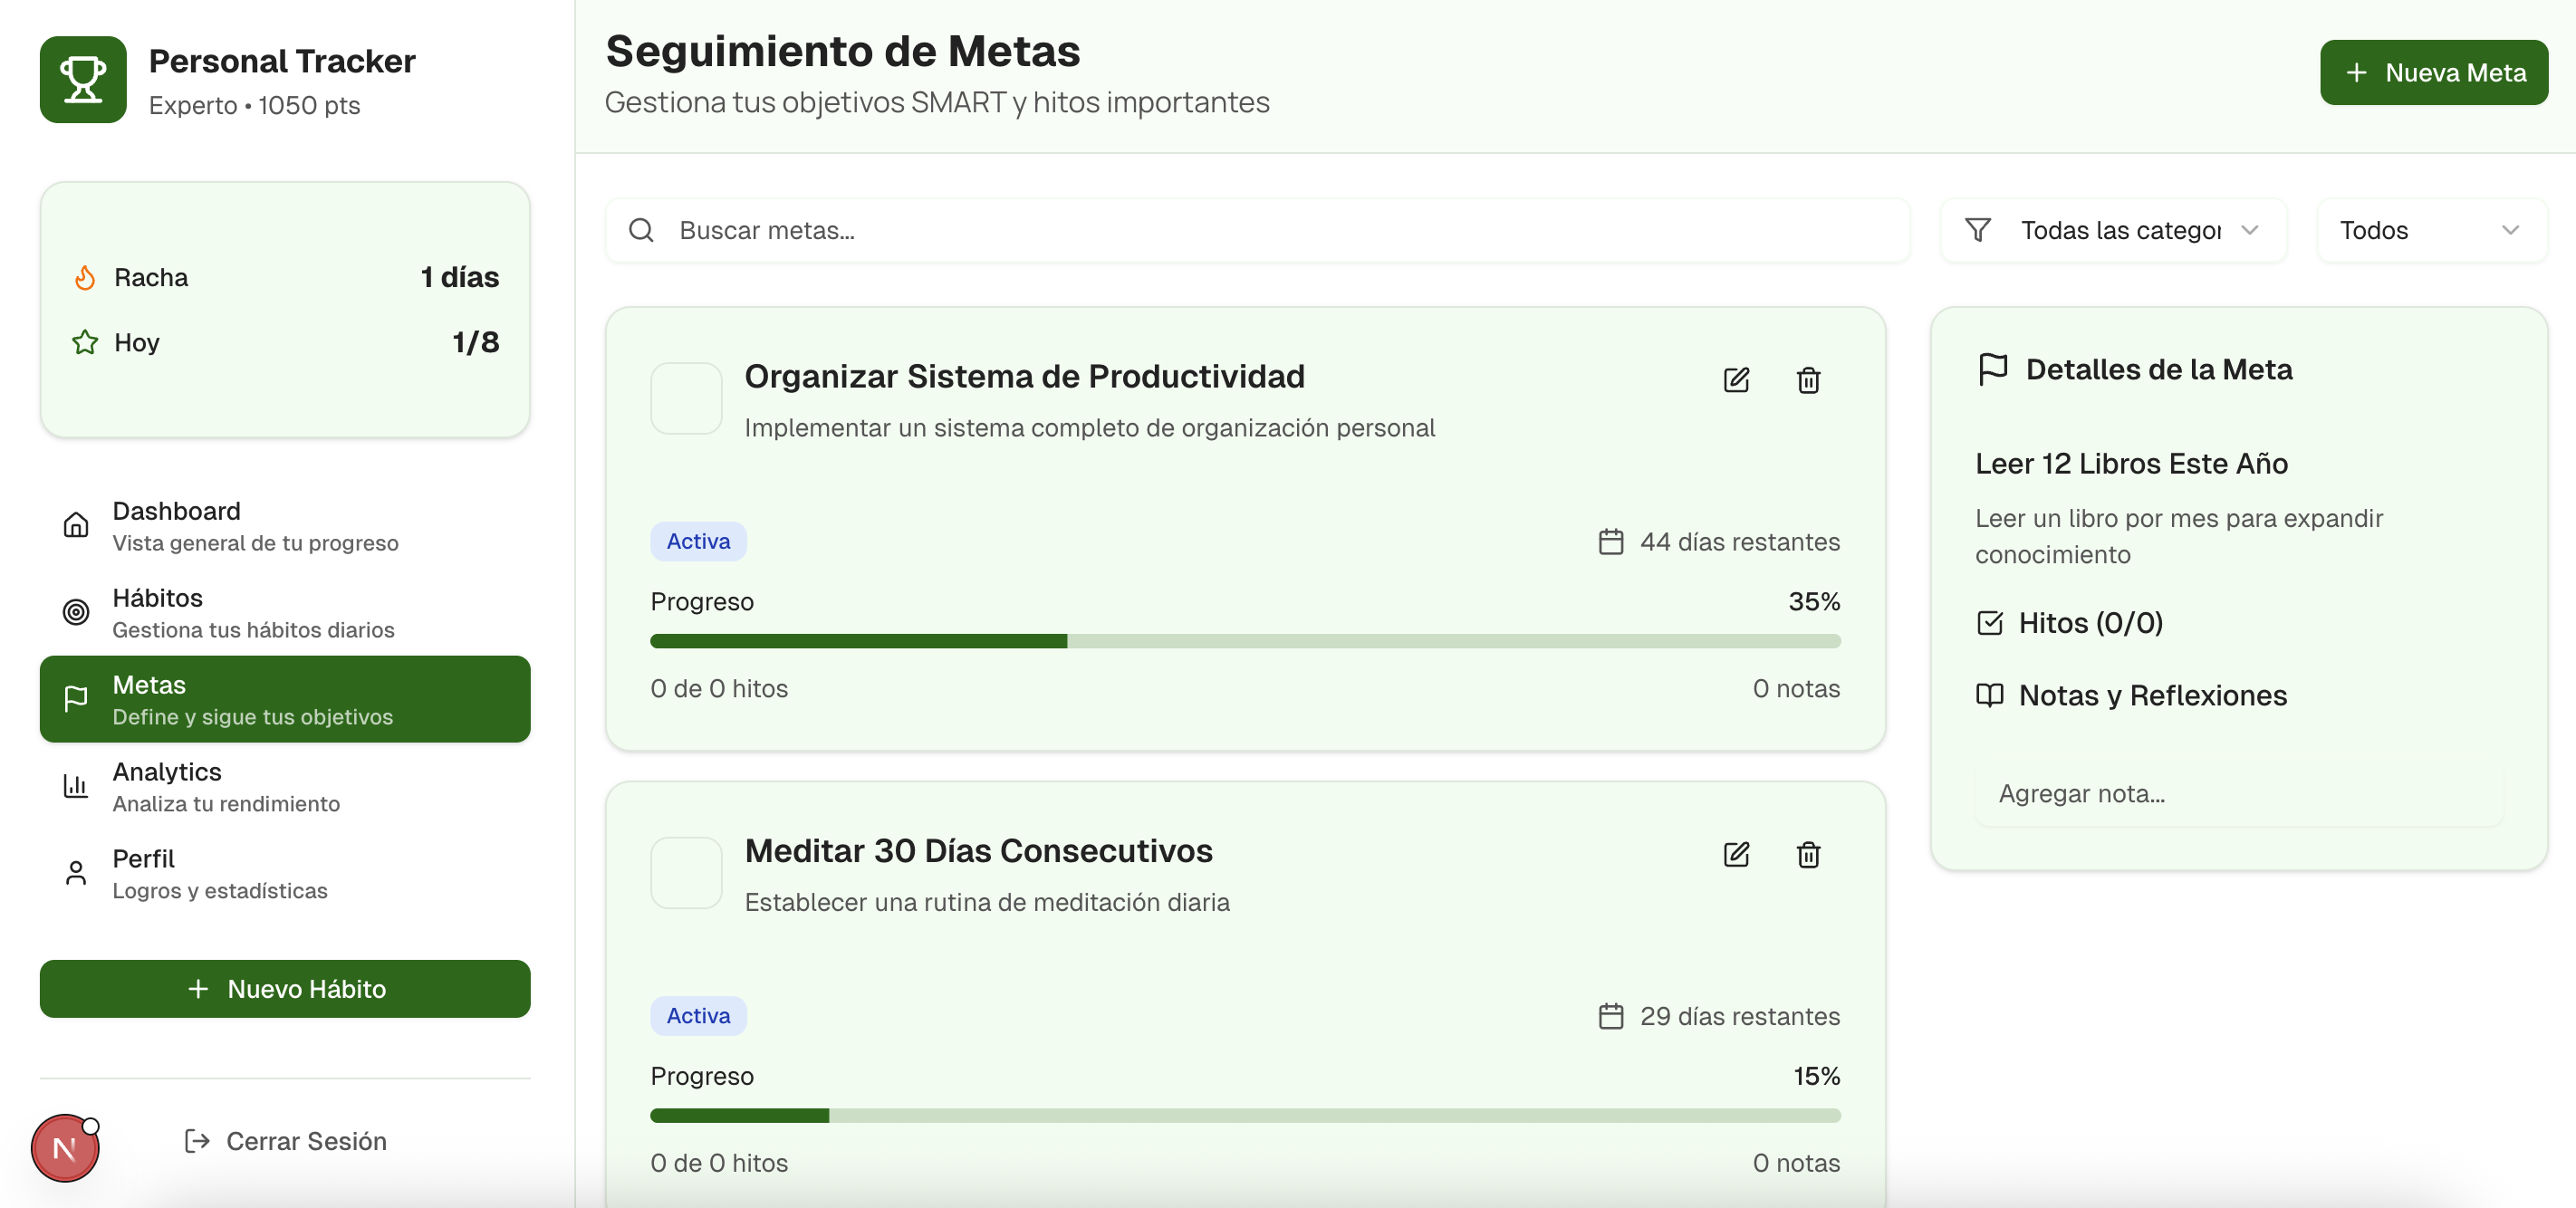 Personal Tracker
Experto • 1050 pts
Racha
1 días
Hoy
1/8
Dashboard
Vista general de tu progreso
Hábitos
Gestiona tus hábitos diarios
Metas
Define y sigue tus objetivos
Analytics
Analiza tu rendimiento
Perfil
Logros y estadísticas
+ Nuevo Hábito
N
Cerrar Sesión
Seguimiento de Metas
Gestiona tus objetivos SMART y hitos importantes
+ Nueva Meta
Buscar metas...
Todas las categor
Todos
Organizar Sistema de Productividad
Implementar un sistema completo de organización personal
Activa
44 días restantes
Progreso
35%
0 de 0 hitos
0 notas
Meditar 30 Días Consecutivos
Establecer una rutina de meditación diaria
Activa
29 días restantes
Progreso
15%
0 de 0 hitos
0 notas
Detalles de la Meta
Leer 12 Libros Este Año
Leer un libro por mes para expandir
conocimiento
Hitos (0/0)
Notas y Reflexiones
Agregar nota...